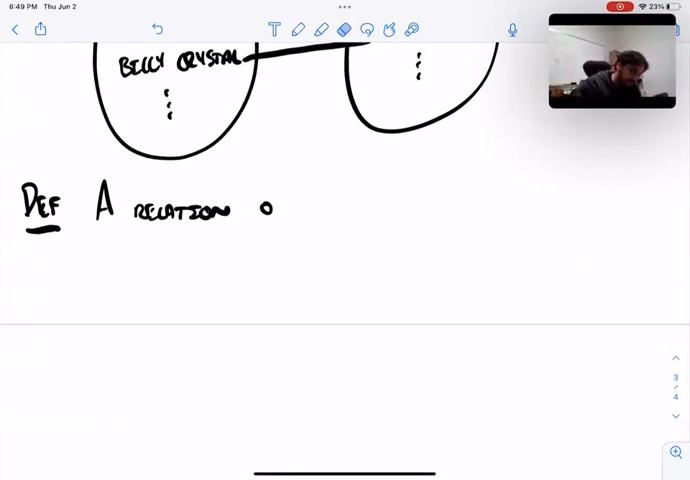 8:49 PM Thu Jun 2
23%
BILLY CRYSTAL
DEF A RELATION O
3
/
4